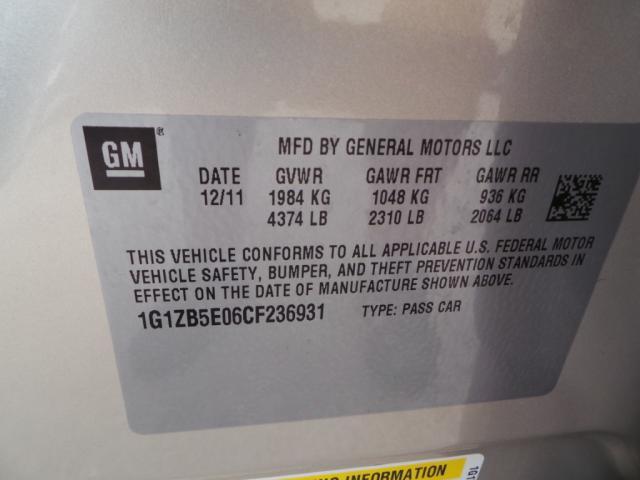 GM
MFD BY GENERAL MOTORS LLC
DATE GVWR GAWR FRT GAWR RR
12/11 1984 KG 1048 KG 936 KG
4374 LB 2310 LB 2064 LB
THIS VEHICLE CONFORMS TO ALL APPLICABLE U.S. FEDERAL MOTOR
VEHICLE SAFETY, BUMPER, AND THEFT PREVENTION STANDARDS IN
EFFECT ON THE DATE OF MANUFACTURE SHOWN ABOVE.
1G1ZB5E06CF236931 TYPE: PASS CAR
INFORMATION